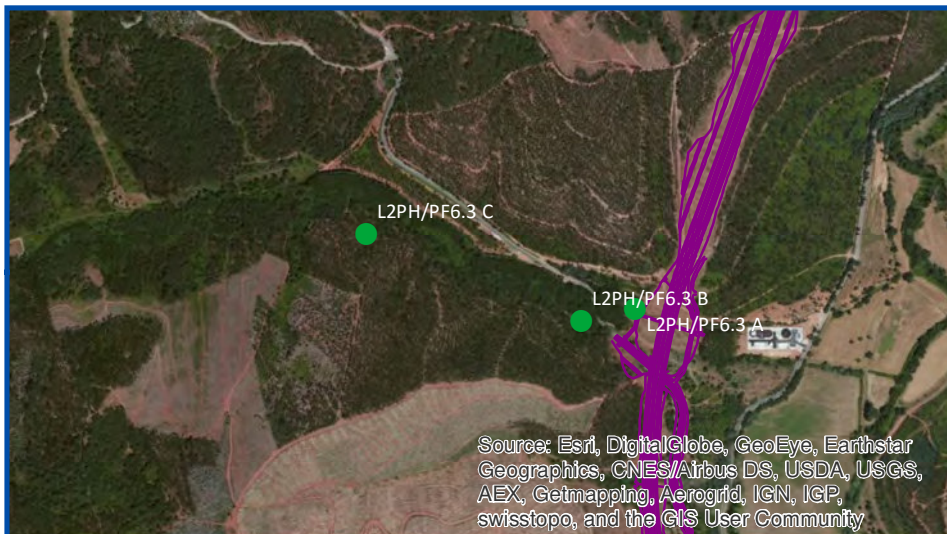 L2PH/PF6.3 C
L2PH/PF6.3 B
L2PH/PF6.3 A
Source: Esri, DigitalGlobe, GeoEye, Earthstar
Geographics, CNES/Airbus DS, USDA, USGS,
AEX, Getmapping, Aerogrid, IGN, IGP,
swisstopo, and the GIS User Community